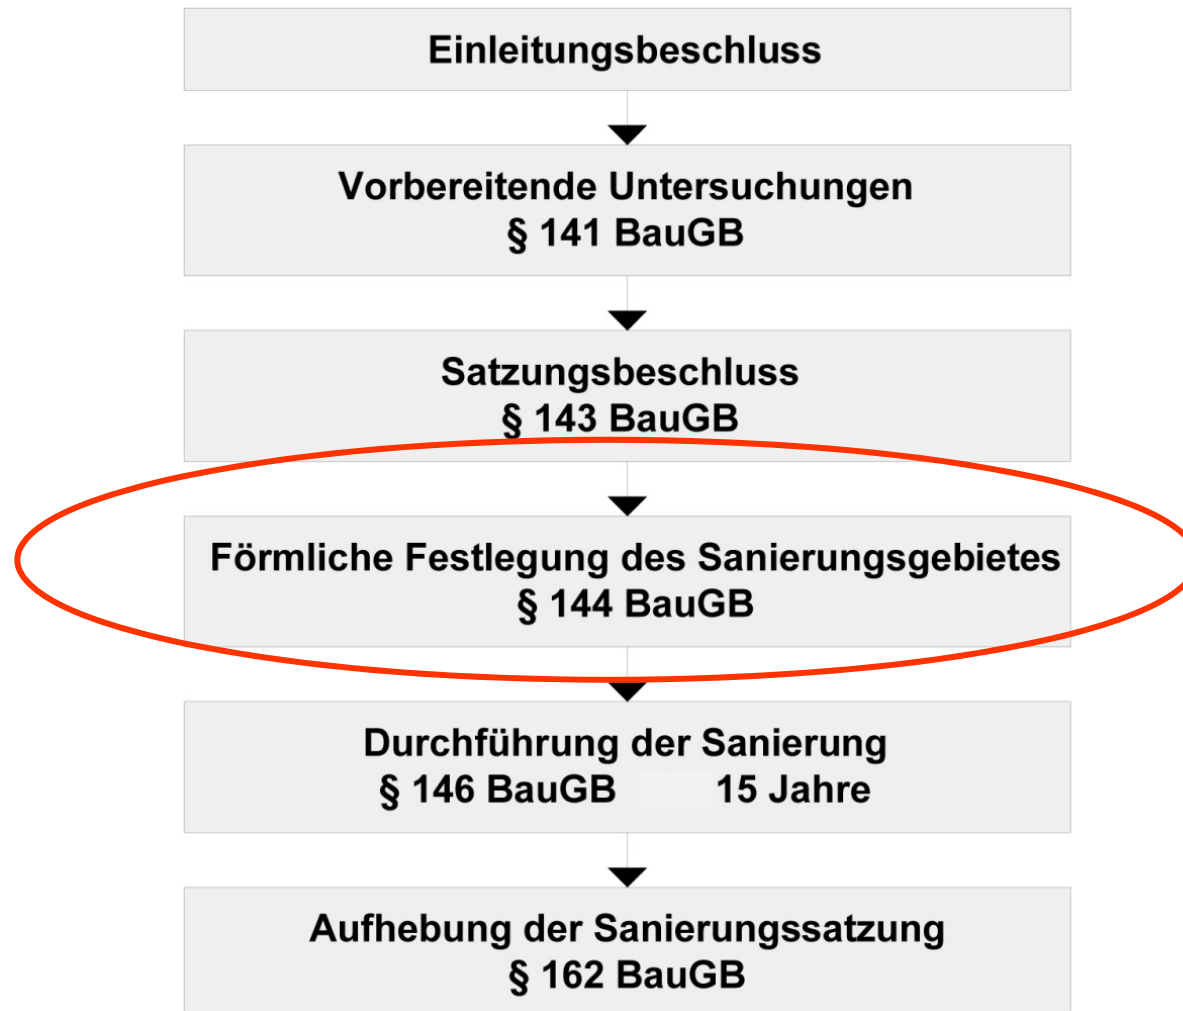 Einleitungsbeschluss
Vorbereitende Untersuchungen
§ 141 BauGB
Satzungsbeschluss
§ 143 BauGB
Förmliche Festlegung des Sanierungsgebietes
§ 144 BauGB
Durchführung der Sanierung
§ 146 BauGB 15 Jahre
Aufhebung der Sanierungssatzung
§ 162 BauGB